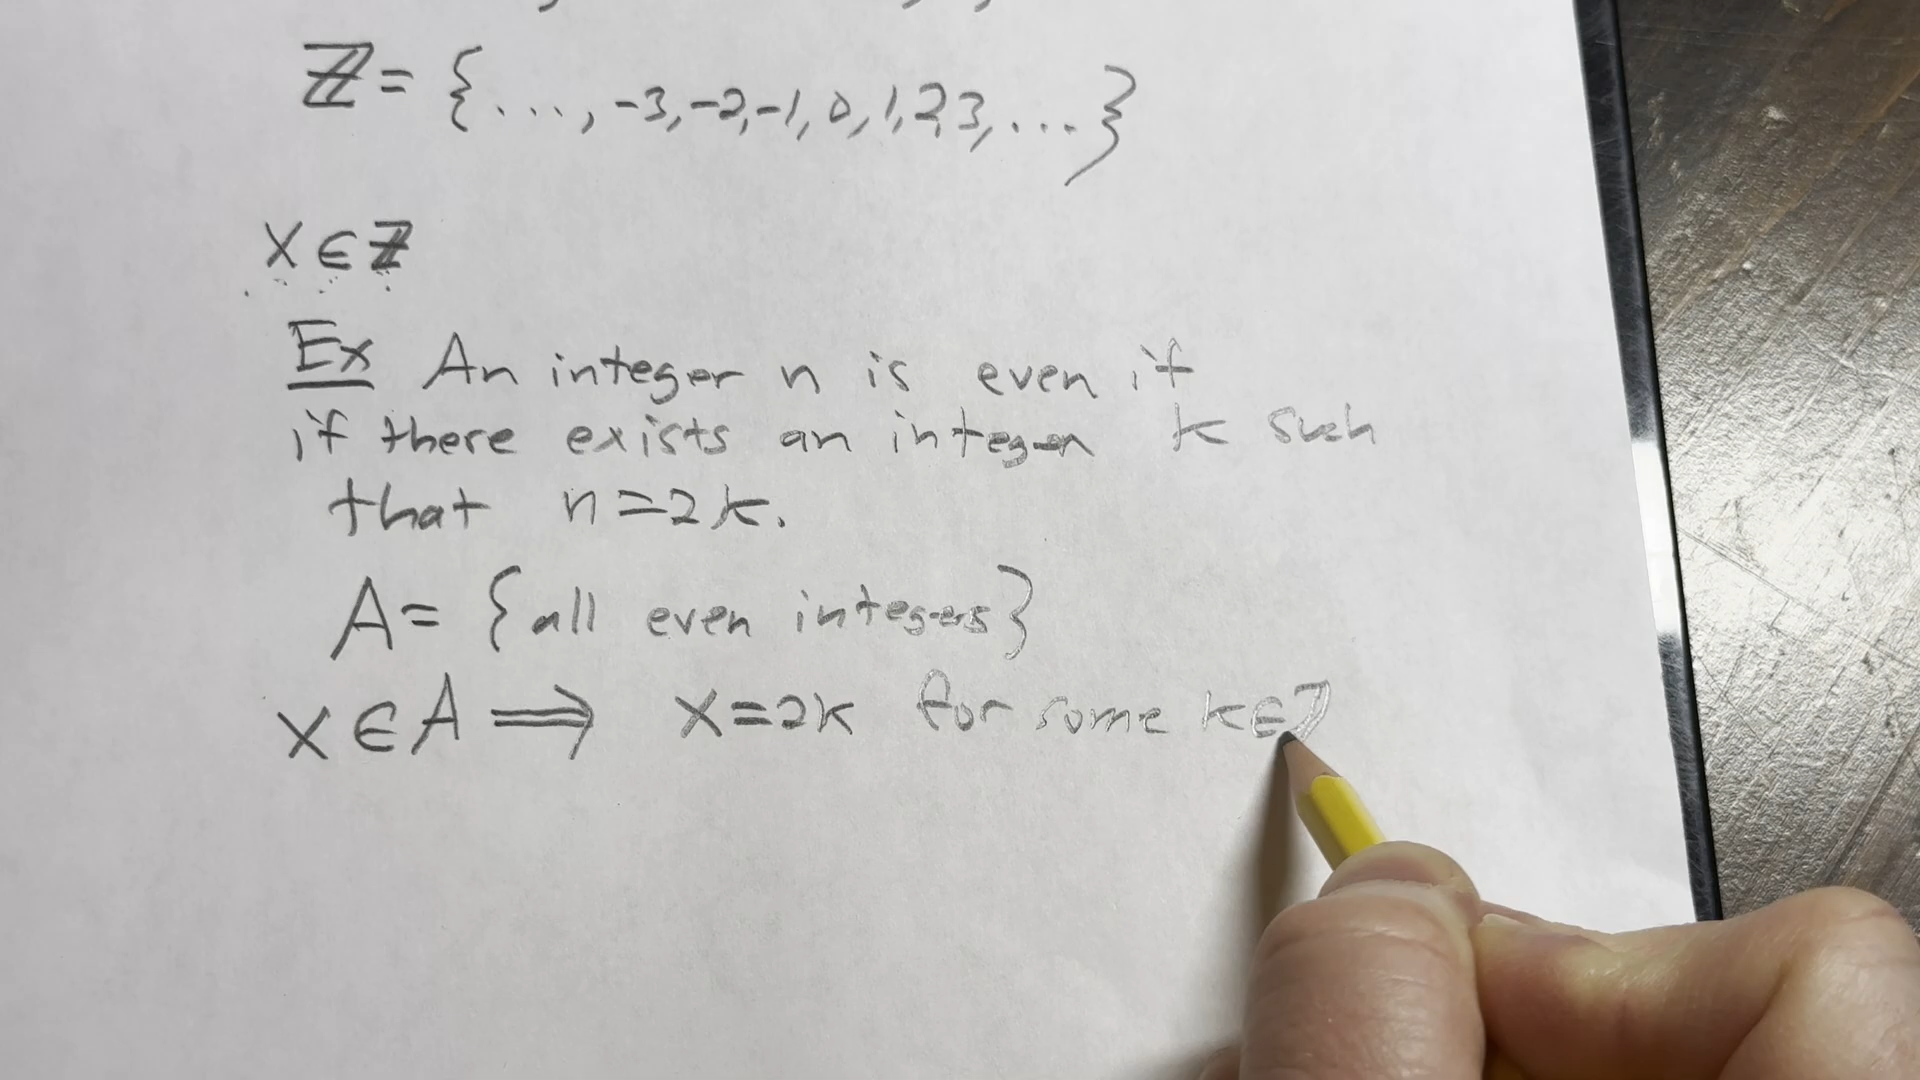 ℤ = {..., -3, -2, -1, 0, 1, 2, 3, ...}
x ∈ ℤ
Ex An integer n is even if
if there exists an integer k such
that n=2k.
A = {all even integers}
x ∈ A ⟹ x=2k for some k ∈